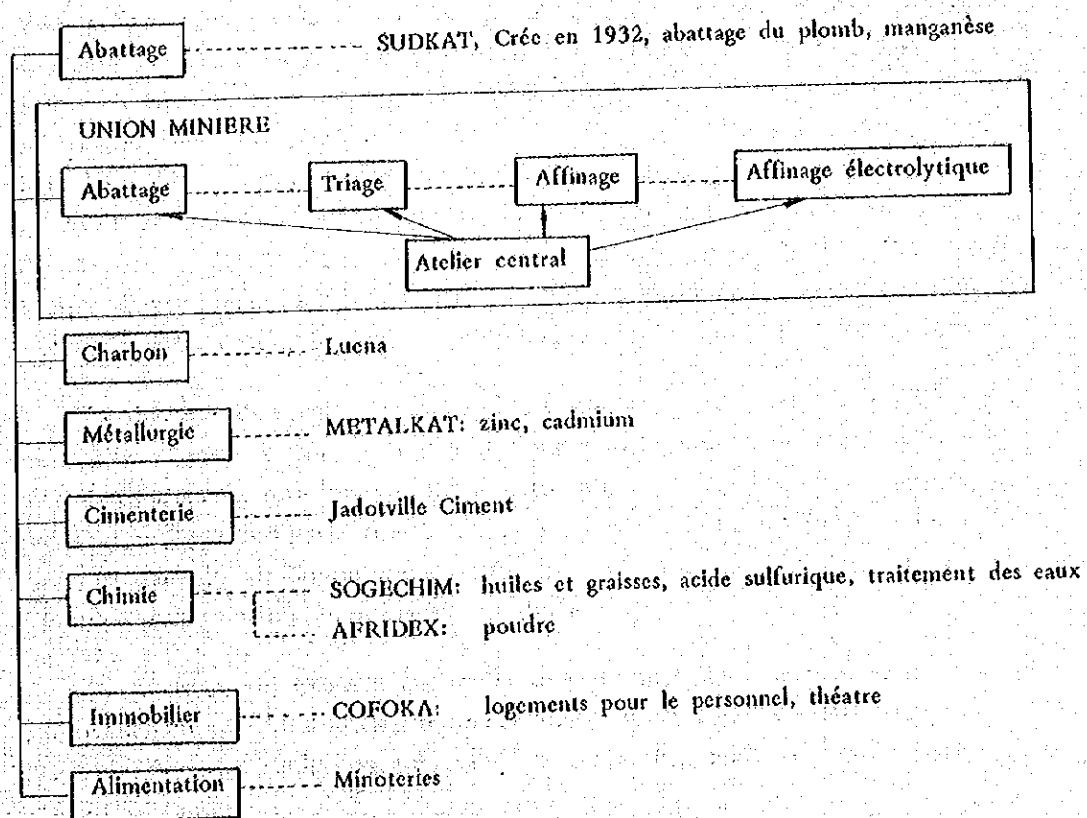 Abattage SUDKAT, Crée en 1932, abattage du plomb, manganèse
UNION MINIERE
Abattage Triage Affinage Affinage électrolytique
Atelier central
Charbon Luena
Métallurgie METALKAT: zinc, cadmium
Cimenterie Jadotville Ciment
Chimie SOGECHIM: huiles et graisses, acide sulfurique, traitement des eaux
AFRIDEX: poudre
Immobilier COFOKA: logements pour le personnel, théatre
Alimentation Minoteries